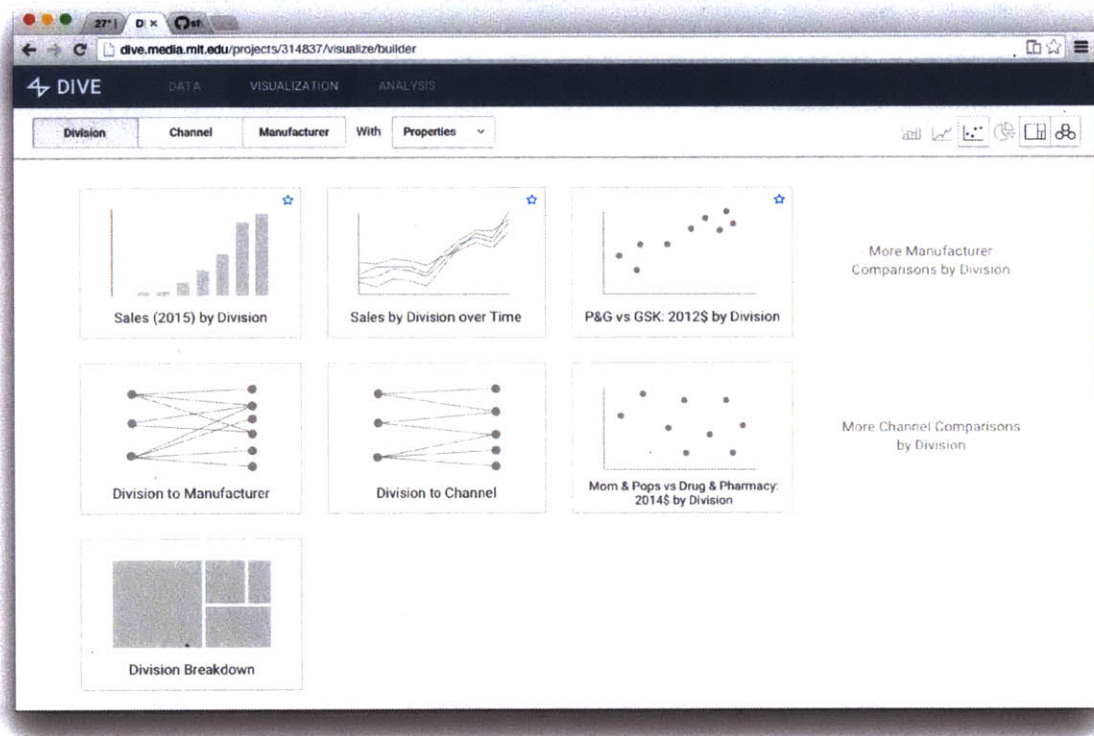 27° |
D
dive.media.mit.edu/projects/314837/visualize/builder
DIVE DATA VISUALIZATION ANALYSIS
Division Channel Manufacturer With Properties
Sales (2015) by Division
Sales by Division over Time
P&G vs GSK: 2012$ by Division
More Manufacturer
Comparisons by Division
Division to Manufacturer
Division to Channel
Mom & Pops vs Drug & Pharmacy:
2014$ by Division
More Channel Comparisons
by Division
Division Breakdown